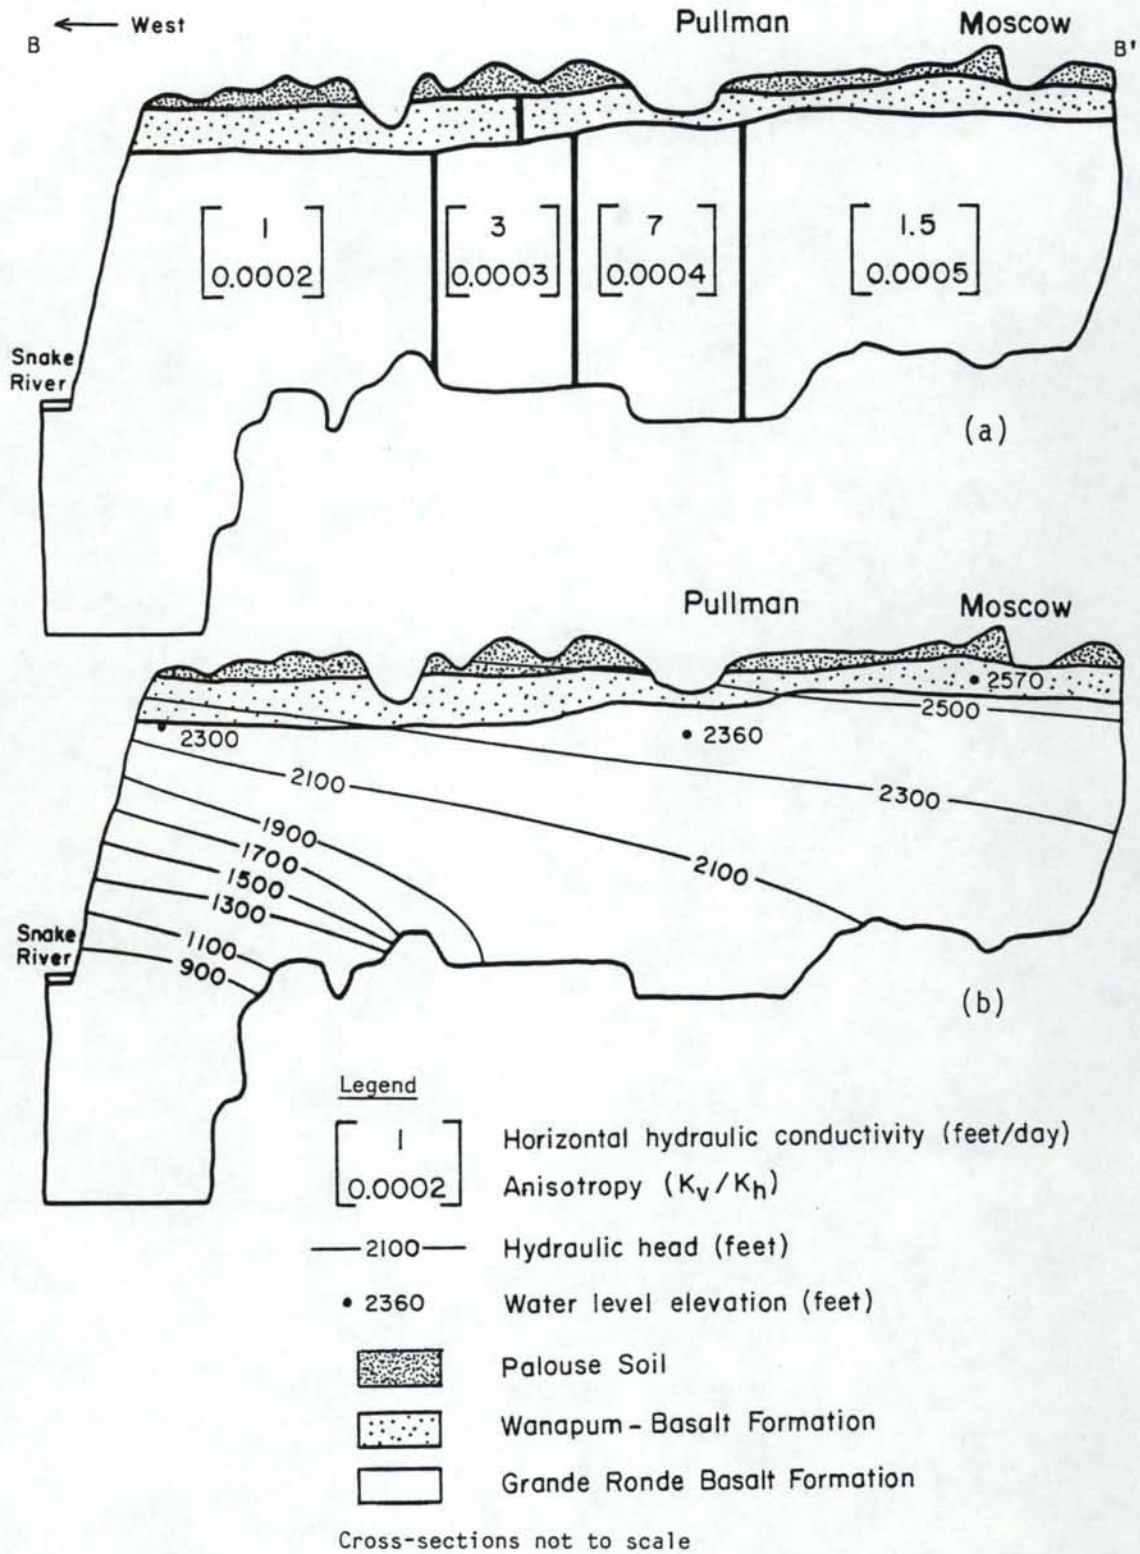 ← West
Pullman
Moscow
B
B'
1
0.0002
3
0.0003
7
0.0004
1.5
0.0005
Snake
River
(a)
Pullman
Moscow
2570
2500
2300
2360
2100
2300
1900
2100
1700
1500
1300
1100
900
Snake
River
(b)
Legend
1
0.0002
Horizontal hydraulic conductivity (feet/day)
Anisotropy (Kv/Kh)
2100
Hydraulic head (feet)
• 2360
Water level elevation (feet)
Palouse Soil
Wanapum - Basalt Formation
Grande Ronde Basalt Formation
Cross-sections not to scale